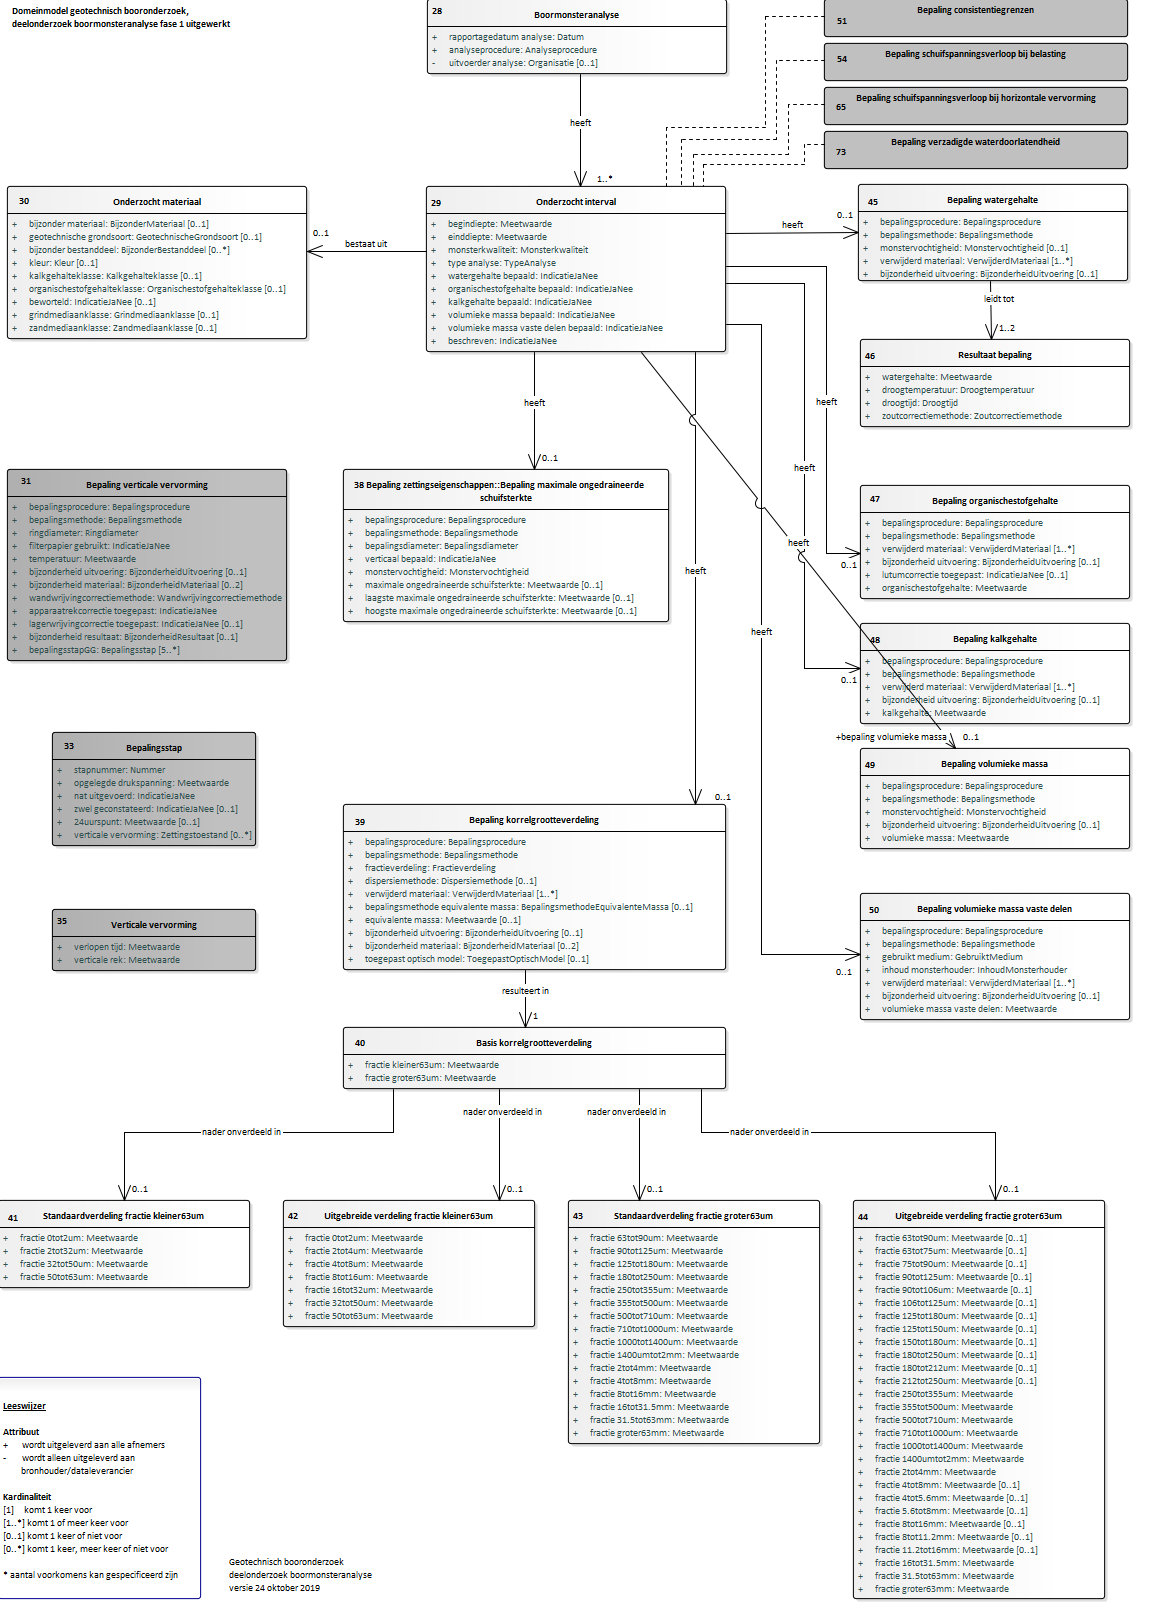 Domeinmodel geotechnisch booronderzoek,
deelonderzoek boormonsteranalyse fase 1 uitgewerkt
28 Boormonsteranalyse
+ rapportagedatum analyse: Datum
+ analyseprocedure: Analyseprocedure
- uitvoerder analyse: Organisatie [0..1]
51 Bepaling consistentiegrenzen
54 Bepaling schuifspanningsverloop bij belasting
65 Bepaling schuifspanningsverloop bij horizontale vervorming
73 Bepaling verzadigde waterdoorlatendheid
heeft
1..*
30 Onderzocht materiaal
+ bijzonder materiaal: BijzonderMateriaal [0..1]
+ geotechnische grondsoort: GeotechnischeGrondsoort [0..1]
+ bijzonder bestanddeel: BijzonderBestanddeel [0..*]
+ kleur: Kleur [0..1]
+ kalkgehalteklasse: Kalkgehalteklasse [0..1]
+ organischestofgehalteklasse: Organischestofgehalteklasse [0..1]
+ beworteld: IndicatieJaNee [0..1]
+ grindmediaanklasse: Grindmediaanklasse [0..1]
+ zandmediaanklasse: Zandmediaanklasse [0..1]
0..1
bestaat uit
29 Onderzocht interval
+ begindiepte: Meetwaarde
+ einddiepte: Meetwaarde
+ monsterkwaliteit: Monsterkwaliteit
+ type analyse: TypeAnalyse
+ watergehalte bepaald: IndicatieJaNee
+ organischestofgehalte bepaald: IndicatieJaNee
+ kalkgehalte bepaald: IndicatieJaNee
+ volumieke massa bepaald: IndicatieJaNee
+ volumieke massa vaste delen bepaald: IndicatieJaNee
+ beschreven: IndicatieJaNee
heeft
0..1
45 Bepaling watergehalte
+ bepalingsprocedure: Bepalingsprocedure
+ bepalingsmethode: Bepalingsmethode
+ monstervochtigheid: Monstervochtigheid [0..1]
+ verwijderd materiaal: VerwijderdMateriaal [1..*]
+ bijzonderheid uitvoering: BijzonderheidUitvoering [0..1]
leidt tot
1..2
46 Resultaat bepaling
+ watergehalte: Meetwaarde
+ droogtemperatuur: Droogtemperatuur
+ droogtijd: Droogtijd
+ zoutcorrectiemethode: Zoutcorrectiemethode
heeft
0..1
heeft
heeft
heeft
heeft
heeft
31 Bepaling verticale vervorming
+ bepalingsprocedure: Bepalingsprocedure
+ bepalingsmethode: Bepalingsmethode
+ ringdiameter: Ringdiameter
+ filterpapier gebruikt: IndicatieJaNee
+ temperatuur: Meetwaarde
+ bijzonderheid uitvoering: BijzonderheidUitvoering [0..1]
+ bijzonderheid materiaal: BijzonderheidMateriaal [0..2]
+ wandwrijvingcorrectiemethode: Wandwrijvingcorrectiemethode
+ apparaatrekcorrectie toegepast: IndicatieJaNee
+ lagerwrijvingcorrectie toegepast: IndicatieJaNee [0..1]
+ bijzonderheid resultaat: BijzonderheidResultaat [0..1]
+ bepalingsstapGG: Bepalingsstap [5..*]
38 Bepaling zettingseigenschappen::Bepaling maximale ongedraineerde
schuifsterkte
+ bepalingsprocedure: Bepalingsprocedure
+ bepalingsmethode: Bepalingsmethode
+ bepalingsdiameter: Bepalingsdiameter
+ verticaal bepaald: IndicatieJaNee
+ monstervochtigheid: Monstervochtigheid
+ maximale ongedraineerde schuifsterkte: Meetwaarde [0..1]
+ laagste maximale ongedraineerde schuifsterkte: Meetwaarde [0..1]
+ hoogste maximale ongedraineerde schuifsterkte: Meetwaarde [0..1]
47 Bepaling organischestofgehalte
+ bepalingsprocedure: Bepalingsprocedure
+ bepalingsmethode: Bepalingsmethode
+ verwijderd materiaal: VerwijderdMateriaal [1..*]
+ bijzonderheid uitvoering: BijzonderheidUitvoering [0..1]
+ lutumcorrectie toegepast: IndicatieJaNee [0..1]
+ organischestofgehalte: Meetwaarde
0..1
48 Bepaling kalkgehalte
+ bepalingsprocedure: Bepalingsprocedure
+ bepalingsmethode: Bepalingsmethode
+ verwijderd materiaal: VerwijderdMateriaal [1..*]
+ bijzonderheid uitvoering: BijzonderheidUitvoering [0..1]
+ kalkgehalte: Meetwaarde
0..1
+bepaling volumieke massa 0..1
49 Bepaling volumieke massa
+ bepalingsprocedure: Bepalingsprocedure
+ bepalingsmethode: Bepalingsmethode
+ monstervochtigheid: Monstervochtigheid
+ bijzonderheid uitvoering: BijzonderheidUitvoering [0..1]
+ volumieke massa: Meetwaarde
33 Bepalingsstap
+ stapnummer: Nummer
+ opgelegde drukspanning: Meetwaarde
+ nat uitgevoerd: IndicatieJaNee
+ zwel geconstateerd: IndicatieJaNee [0..1]
+ 24uurspunt: Meetwaarde [0..1]
+ verticale vervorming: Zettingstoestand [0..*]
0..1
39 Bepaling korrelgrootteverdeling
+ bepalingsprocedure: Bepalingsprocedure
+ bepalingsmethode: Bepalingsmethode
+ fractieverdeling: Fractieverdeling
+ dispersiemethode: Dispersiemethode [0..1]
+ verwijderd materiaal: VerwijderdMateriaal [1..*]
+ bepalingsmethode equivalente massa: BepalingsmethodeEquivalenteMassa [0..1]
+ equivalente massa: Meetwaarde [0..1]
+ bijzonderheid uitvoering: BijzonderheidUitvoering [0..1]
+ bijzonderheid materiaal: BijzonderheidMateriaal [0..2]
+ toegepast optisch model: ToegepastOptischModel [0..1]
35 Verticale vervorming
+ verlopen tijd: Meetwaarde
+ verticale rek: Meetwaarde
50 Bepaling volumieke massa vaste delen
+ bepalingsprocedure: Bepalingsprocedure
+ bepalingsmethode: Bepalingsmethode
+ gebruikt medium: GebruiktMedium
+ inhoud monsterhouder: InhoudMonsterhouder
+ verwijderd materiaal: VerwijderdMateriaal [1..*]
+ bijzonderheid uitvoering: BijzonderheidUitvoering [0..1]
+ volumieke massa vaste delen: Meetwaarde
0..1
resulteert in
1
40 Basis korrelgrootteverdeling
+ fractie kleiner63um: Meetwaarde
+ fractie groter63um: Meetwaarde
nader onverdeeld in
nader onverdeeld in
nader onverdeeld in
nader onverdeeld in
0..1
0..1
0..1
0..1
41 Standaardverdeling fractie kleiner63um
+ fractie 0tot2um: Meetwaarde
+ fractie 2tot32um: Meetwaarde
+ fractie 32tot50um: Meetwaarde
+ fractie 50tot63um: Meetwaarde
42 Uitgebreide verdeling fractie kleiner63um
+ fractie 0tot2um: Meetwaarde
+ fractie 2tot4um: Meetwaarde
+ fractie 4tot8um: Meetwaarde
+ fractie 8tot16um: Meetwaarde
+ fractie 16tot32um: Meetwaarde
+ fractie 32tot50um: Meetwaarde
+ fractie 50tot63um: Meetwaarde
43 Standaardverdeling fractie groter63um
+ fractie 63tot90um: Meetwaarde
+ fractie 90tot125um: Meetwaarde
+ fractie 125tot180um: Meetwaarde
+ fractie 180tot250um: Meetwaarde
+ fractie 250tot355um: Meetwaarde
+ fractie 355tot500um: Meetwaarde
+ fractie 500tot710um: Meetwaarde
+ fractie 710tot1000um: Meetwaarde
+ fractie 1000tot1400um: Meetwaarde
+ fractie 1400umtot2mm: Meetwaarde
+ fractie 2tot4mm: Meetwaarde
+ fractie 4tot8mm: Meetwaarde
+ fractie 8tot16mm: Meetwaarde
+ fractie 16tot31.5mm: Meetwaarde
+ fractie 31.5tot63mm: Meetwaarde
+ fractie groter63mm: Meetwaarde
44 Uitgebreide verdeling fractie groter63um
+ fractie 63tot90um: Meetwaarde [0..1]
+ fractie 63tot75um: Meetwaarde [0..1]
+ fractie 75tot90um: Meetwaarde [0..1]
+ fractie 90tot125um: Meetwaarde [0..1]
+ fractie 90tot106um: Meetwaarde [0..1]
+ fractie 106tot125um: Meetwaarde [0..1]
+ fractie 125tot180um: Meetwaarde [0..1]
+ fractie 125tot150um: Meetwaarde [0..1]
+ fractie 150tot180um: Meetwaarde [0..1]
+ fractie 180tot250um: Meetwaarde [0..1]
+ fractie 180tot212um: Meetwaarde [0..1]
+ fractie 212tot250um: Meetwaarde [0..1]
+ fractie 250tot355um: Meetwaarde
+ fractie 355tot500um: Meetwaarde
+ fractie 500tot710um: Meetwaarde
+ fractie 710tot1000um: Meetwaarde
+ fractie 1000tot1400um: Meetwaarde
+ fractie 1400umtot2mm: Meetwaarde
+ fractie 2tot4mm: Meetwaarde
+ fractie 4tot8mm: Meetwaarde [0..1]
+ fractie 4tot5.6mm: Meetwaarde [0..1]
+ fractie 5.6tot8mm: Meetwaarde [0..1]
+ fractie 8tot16mm: Meetwaarde [0..1]
+ fractie 8tot11.2mm: Meetwaarde [0..1]
+ fractie 11.2tot16mm: Meetwaarde [0..1]
+ fractie 16tot31.5mm: Meetwaarde
+ fractie 31.5tot63mm: Meetwaarde
+ fractie groter63mm: Meetwaarde
Leeswijzer
Attribuut
+ wordt uitgeleverd aan alle afnemers
- wordt alleen uitgeleverd aan
bronhouder/dataleverancier
Kardinaliteit
[1] komt 1 keer voor
[1..*] komt 1 of meer keer voor
[0..1] komt 1 keer of niet voor
[0..*] komt 1 keer, meer keer of niet voor
* aantal voorkomens kan gespecificeerd zijn
Geotechnisch booronderzoek
deelonderzoek boormonsteranalyse
versie 24 oktober 2019